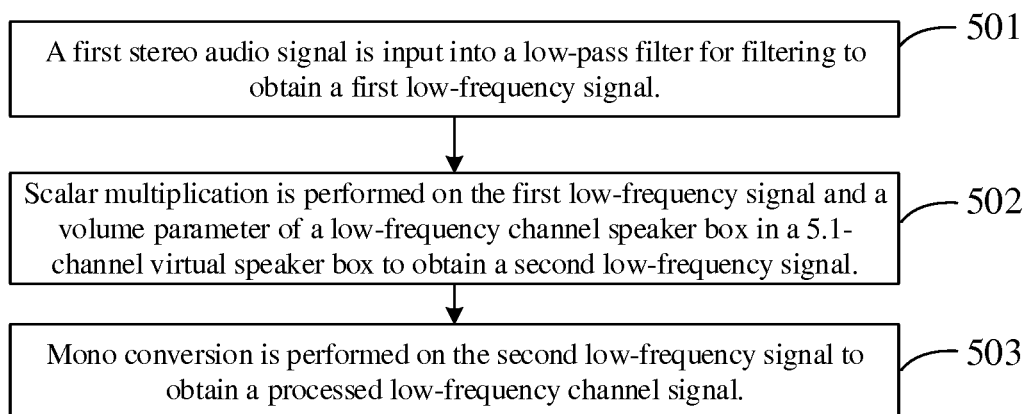 501
A first stereo audio signal is input into a low-pass filter for filtering to
obtain a first low-frequency signal.
502
Scalar multiplication is performed on the first low-frequency signal and a
volume parameter of a low-frequency channel speaker box in a 5.1-
channel virtual speaker box to obtain a second low-frequency signal.
503
Mono conversion is performed on the second low-frequency signal to
obtain a processed low-frequency channel signal.